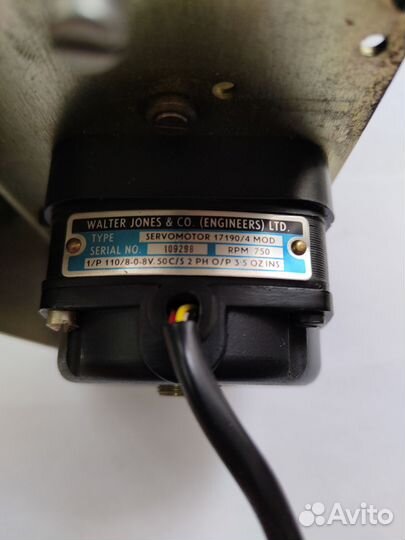 WALTER JONES & CO. (ENGINEERS) LTD.
TYPE SERVOMOTOR 17190/4 MOD
SERIAL NO. 109298 RPM 750
I/P 110/8-0-8V 50C/S 2 PH O/P 3·5 OZ INS
Avito